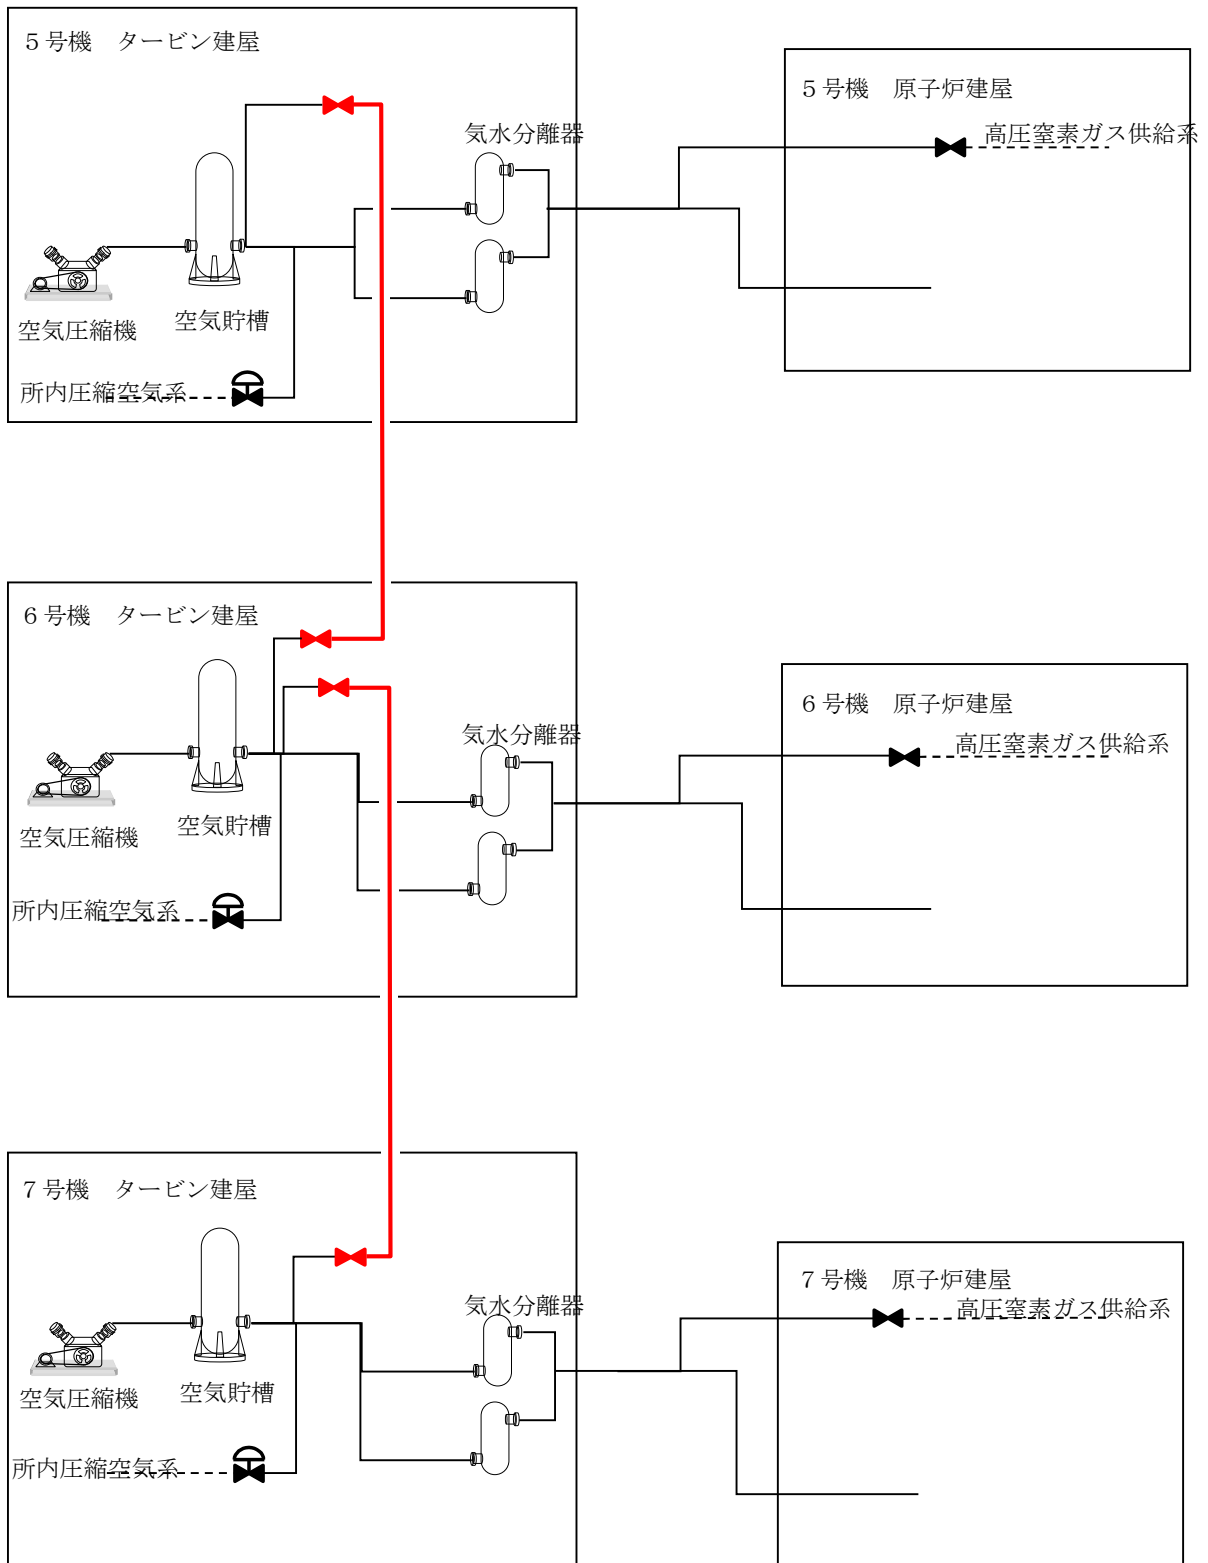 5号機　タービン建屋
5号機　原子炉建屋
気水分離器
高圧窒素ガス供給系
空気圧縮機
空気貯槽
所内圧縮空気系
6号機　タービン建屋
6号機　原子炉建屋
気水分離器
高圧窒素ガス供給系
空気圧縮機
空気貯槽
所内圧縮空気系
7号機　タービン建屋
7号機　原子炉建屋
気水分離器
高圧窒素ガス供給系
空気圧縮機
空気貯槽
所内圧縮空気系